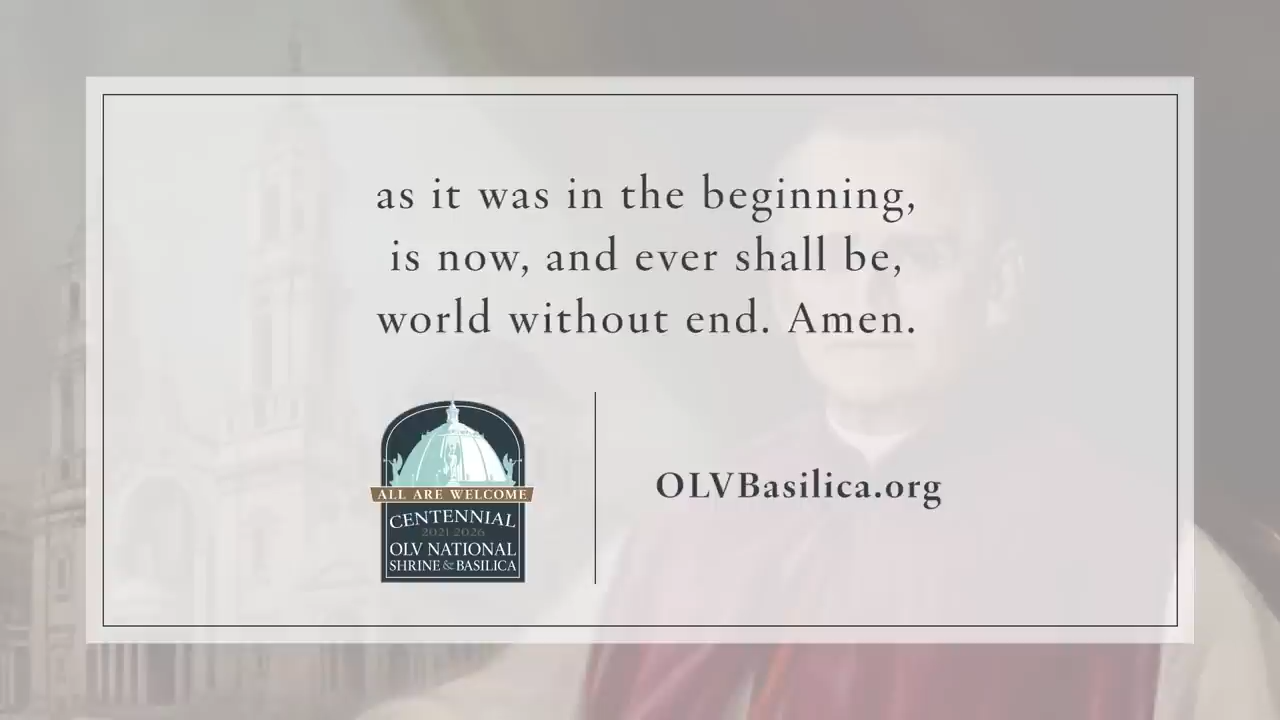 as it was in the beginning,
is now, and ever shall be,
world without end. Amen.
ALL ARE WELCOME
CENTENNIAL
2021-2026
OLV NATIONAL
SHRINE & BASILICA
OLVBasilica.org